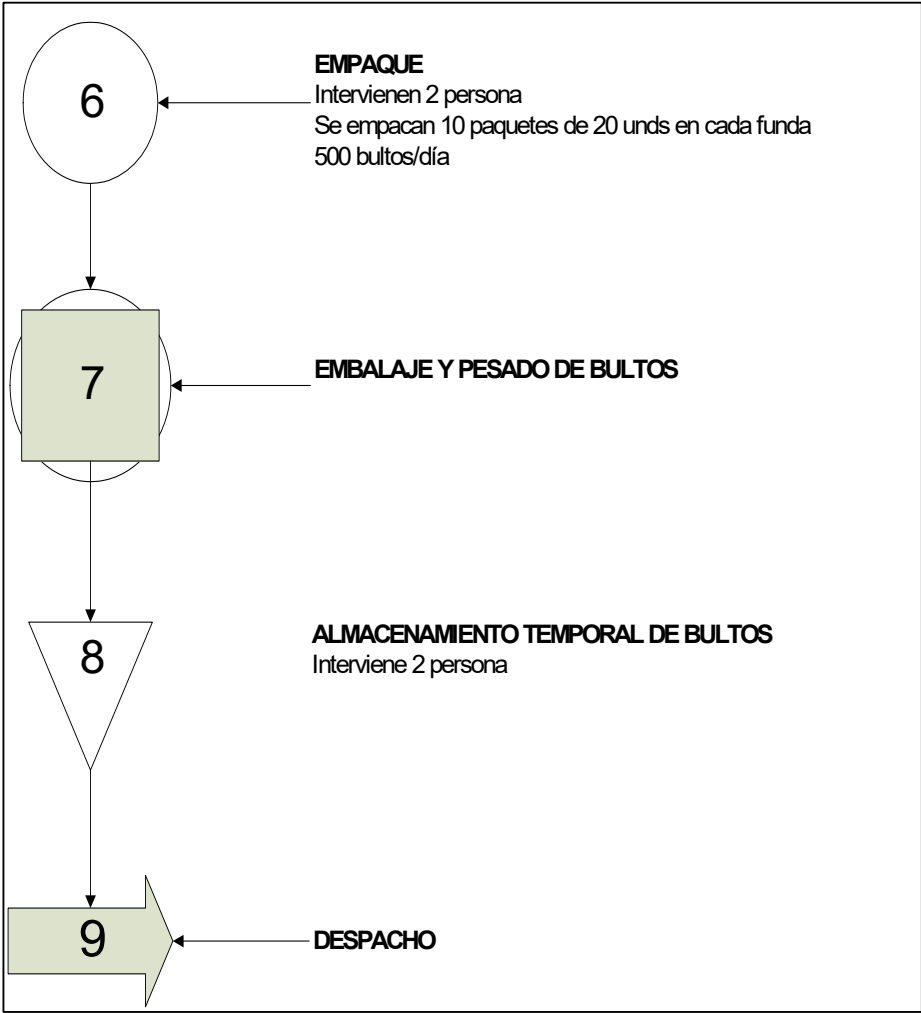 6
EMPAQUE
Intervienen 2 persona
Se empacan 10 paquetes de 20 unds en cada funda
500 bultos/día
7
EMBALAJE Y PESADO DE BULTOS
8
ALMACENAMIENTO TEMPORAL DE BULTOS
Interviene 2 persona
9
DESPACHO